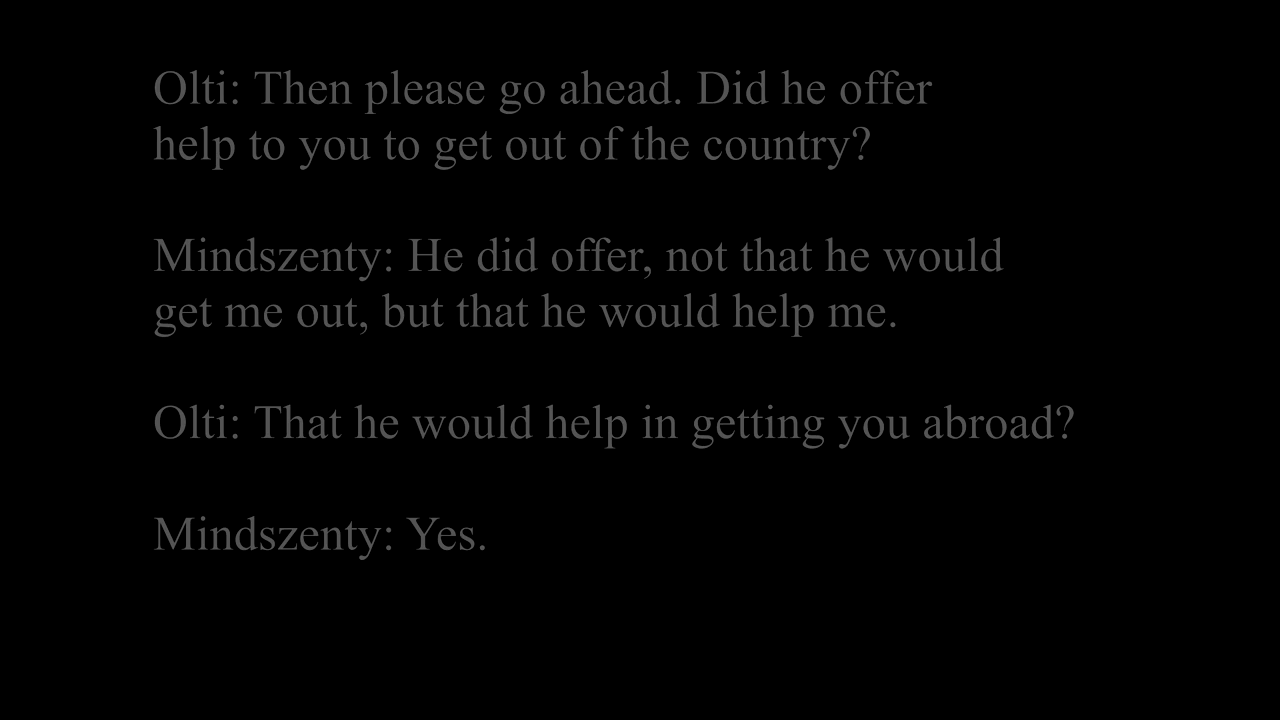 Olti: Then please go ahead. Did he offer
help to you to get out of the country?
Mindszenty: He did offer, not that he would
get me out, but that he would help me.
Olti: That he would help in getting you abroad?
Mindszenty: Yes.